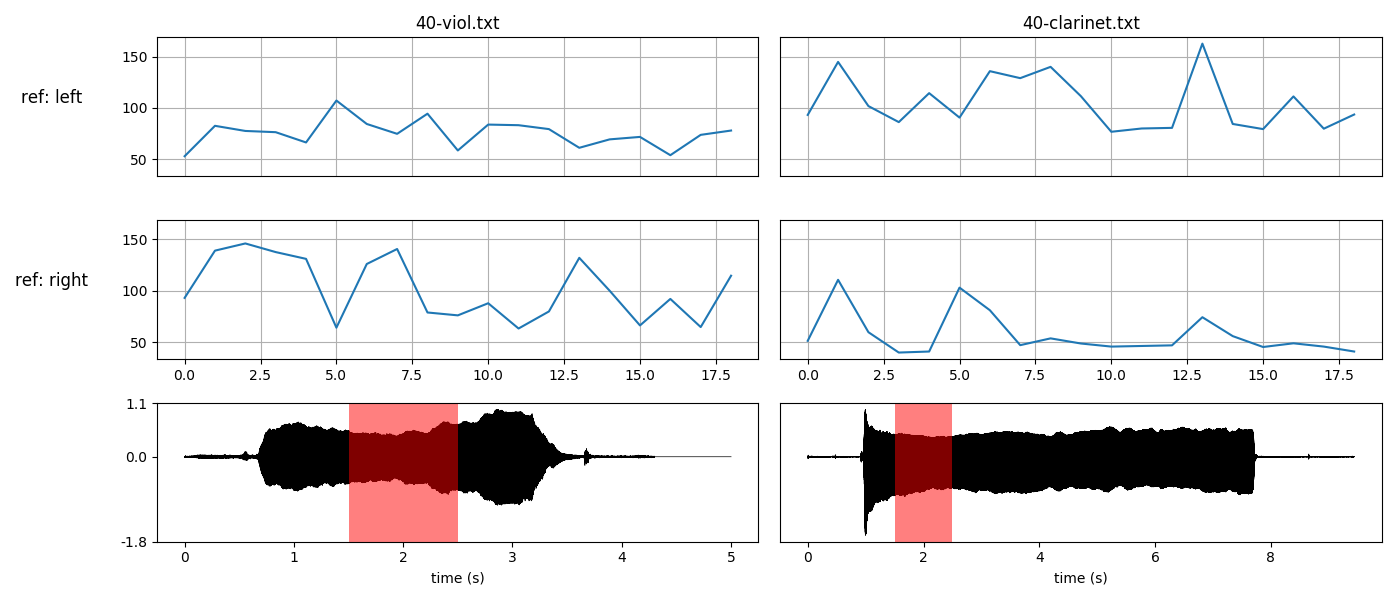 40-viol.txt 40-clarinet.txt
150
ref: left
100
50
150
ref: right
100
50
0.0 2.5 5.0 7.5 10.0 12.5 15.0 17.5 0.0 2.5 5.0 7.5 10.0 12.5 15.0 17.5
1.1
0.0
-1.8
0 1 2 3 4 5 0 2 4 6 8
time (s) time (s)